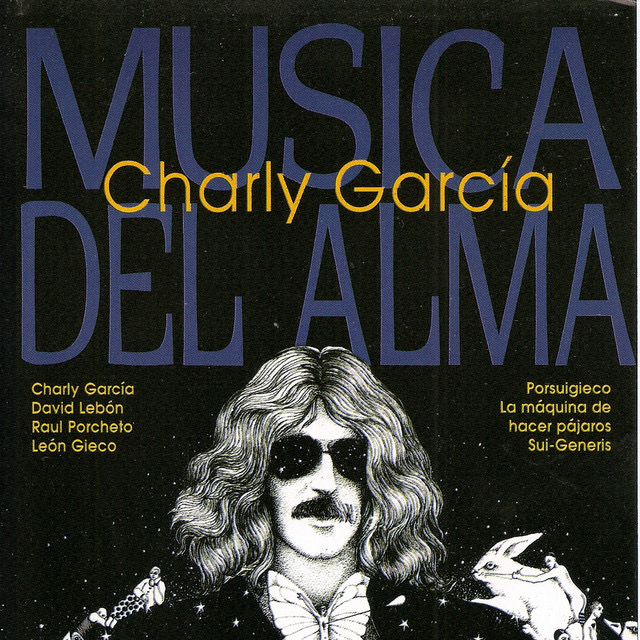 MUSICA
Charly García
DEL ALMA
Charly García
David Lebón
Raul Porcheto
León Gieco
Porsuigieco
La máquina de
hacer pájaros
Sui-Generis